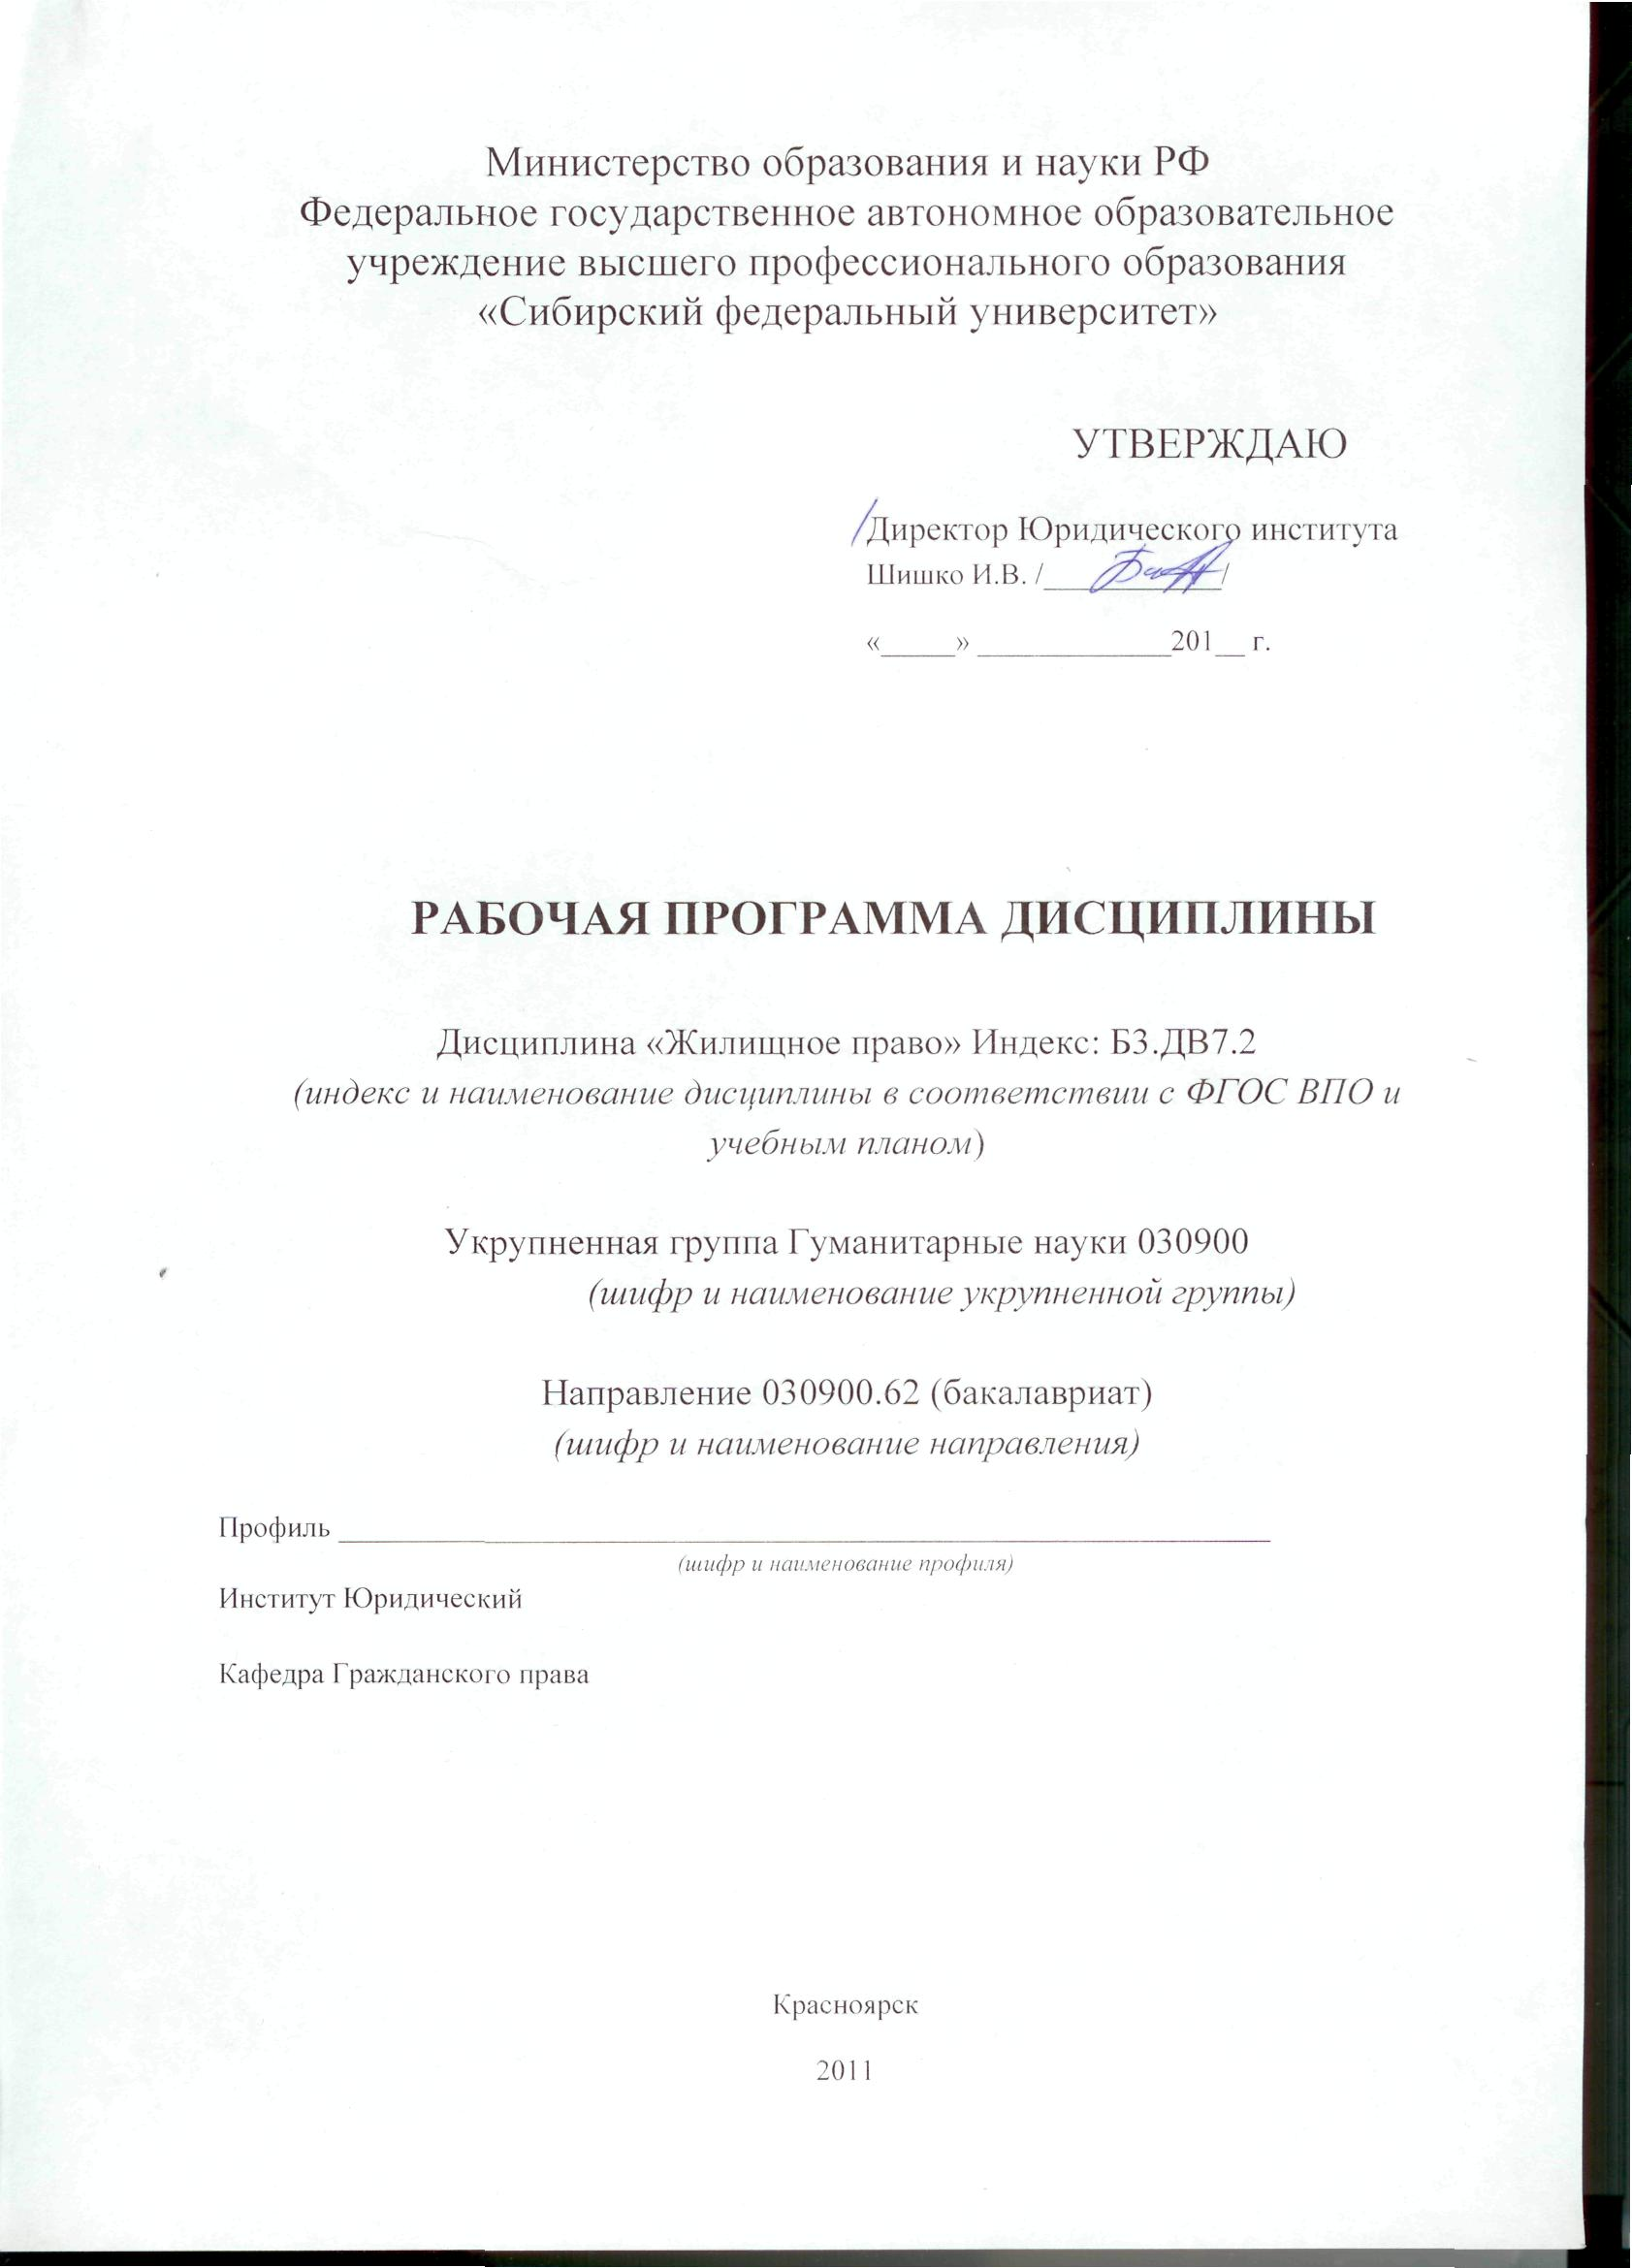 Министерство образования и науки РФ
Федеральное государственное автономное образовательное
учреждение высшего профессионального образования
«Сибирский федеральный университет»
УТВЕРЖДАЮ
Директор Юридического института
Шишко И.В. /____________/
«_____» _____________201__ г.
РАБОЧАЯ ПРОГРАММА ДИСЦИПЛИНЫ
Дисциплина «Жилищное право» Индекс: Б3.ДВ7.2
(индекс и наименование дисциплины в соответствии с ФГОС ВПО и
учебным планом)
Укрупненная группа Гуманитарные науки 030900
(шифр и наименование укрупненной группы)
Направление 030900.62 (бакалавриат)
(шифр и наименование направления)
Профиль _______________________________________________
(шифр и наименование профиля)
Институт Юридический
Кафедра Гражданского права
Красноярск
2011